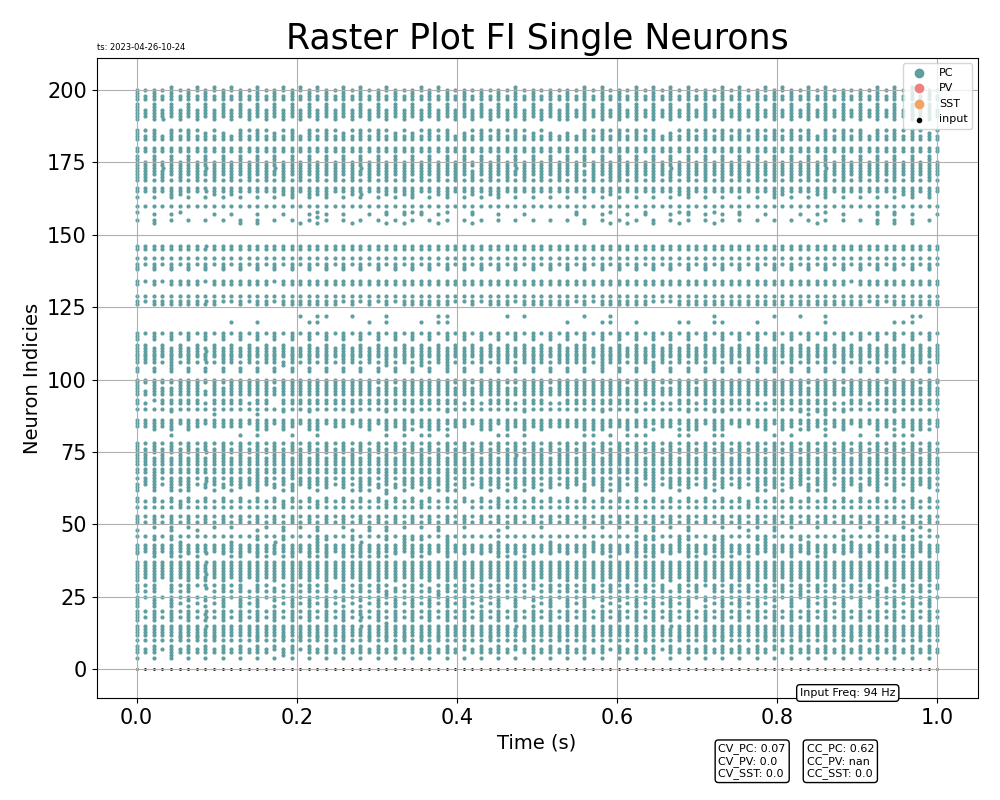 Raster Plot FI Single Neurons
ts: 2023-04-26-10-24
PC
PV
SST
input
200
175
150
125
100
75
50
25
0
Neuron Indicies
0.0 0.2 0.4 0.6 0.8 1.0
Time (s)
Input Freq: 94 Hz
CV_PC: 0.07
CV_PV: 0.0
CV_SST: 0.0
CC_PC: 0.62
CC_PV: nan
CC_SST: 0.0